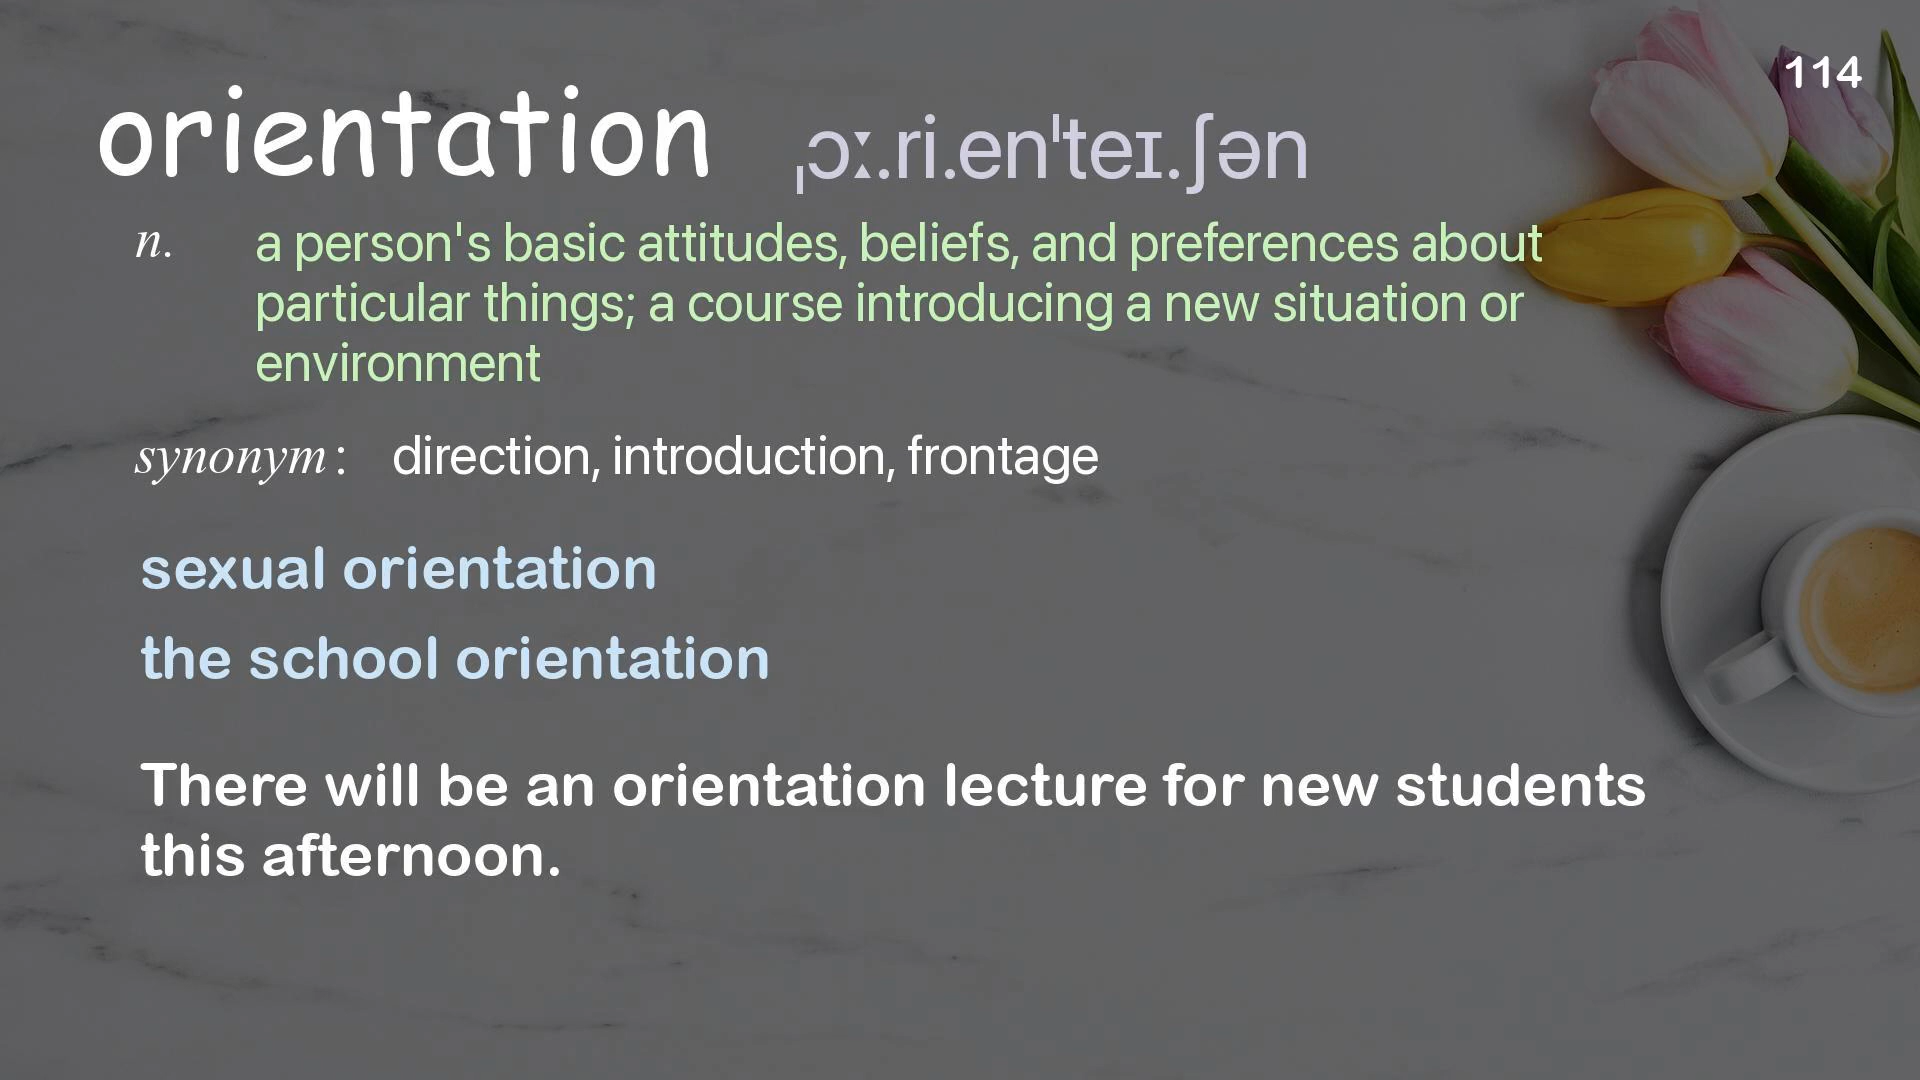 114
orientation ˌɔː.ri.enˈteɪ.ʃən
n. a person's basic attitudes, beliefs, and preferences about
particular things; a course introducing a new situation or
environment
synonym : direction, introduction, frontage
sexual orientation
the school orientation
There will be an orientation lecture for new students
this afternoon.